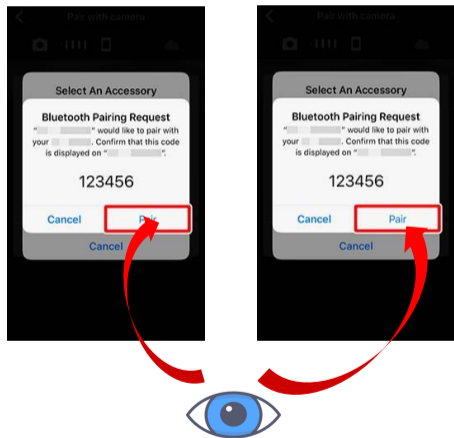 Pair with camera
Select An Accessory
Bluetooth Pairing Request
" " would like to pair with
your . Confirm that this code
is displayed on " ".
123456
Cancel Pair
Cancel
Pair with camera
Select An Accessory
Bluetooth Pairing Request
" " would like to pair with
your . Confirm that this code
is displayed on " ".
123456
Cancel Pair
Cancel